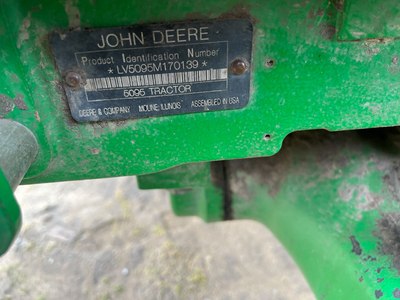 JOHN DEERE
Product Identification Number
* LV5095M170139 *
5095 TRACTOR
DEERE & COMPANY MOLINE, ILLINOIS ASSEMBLED IN USA